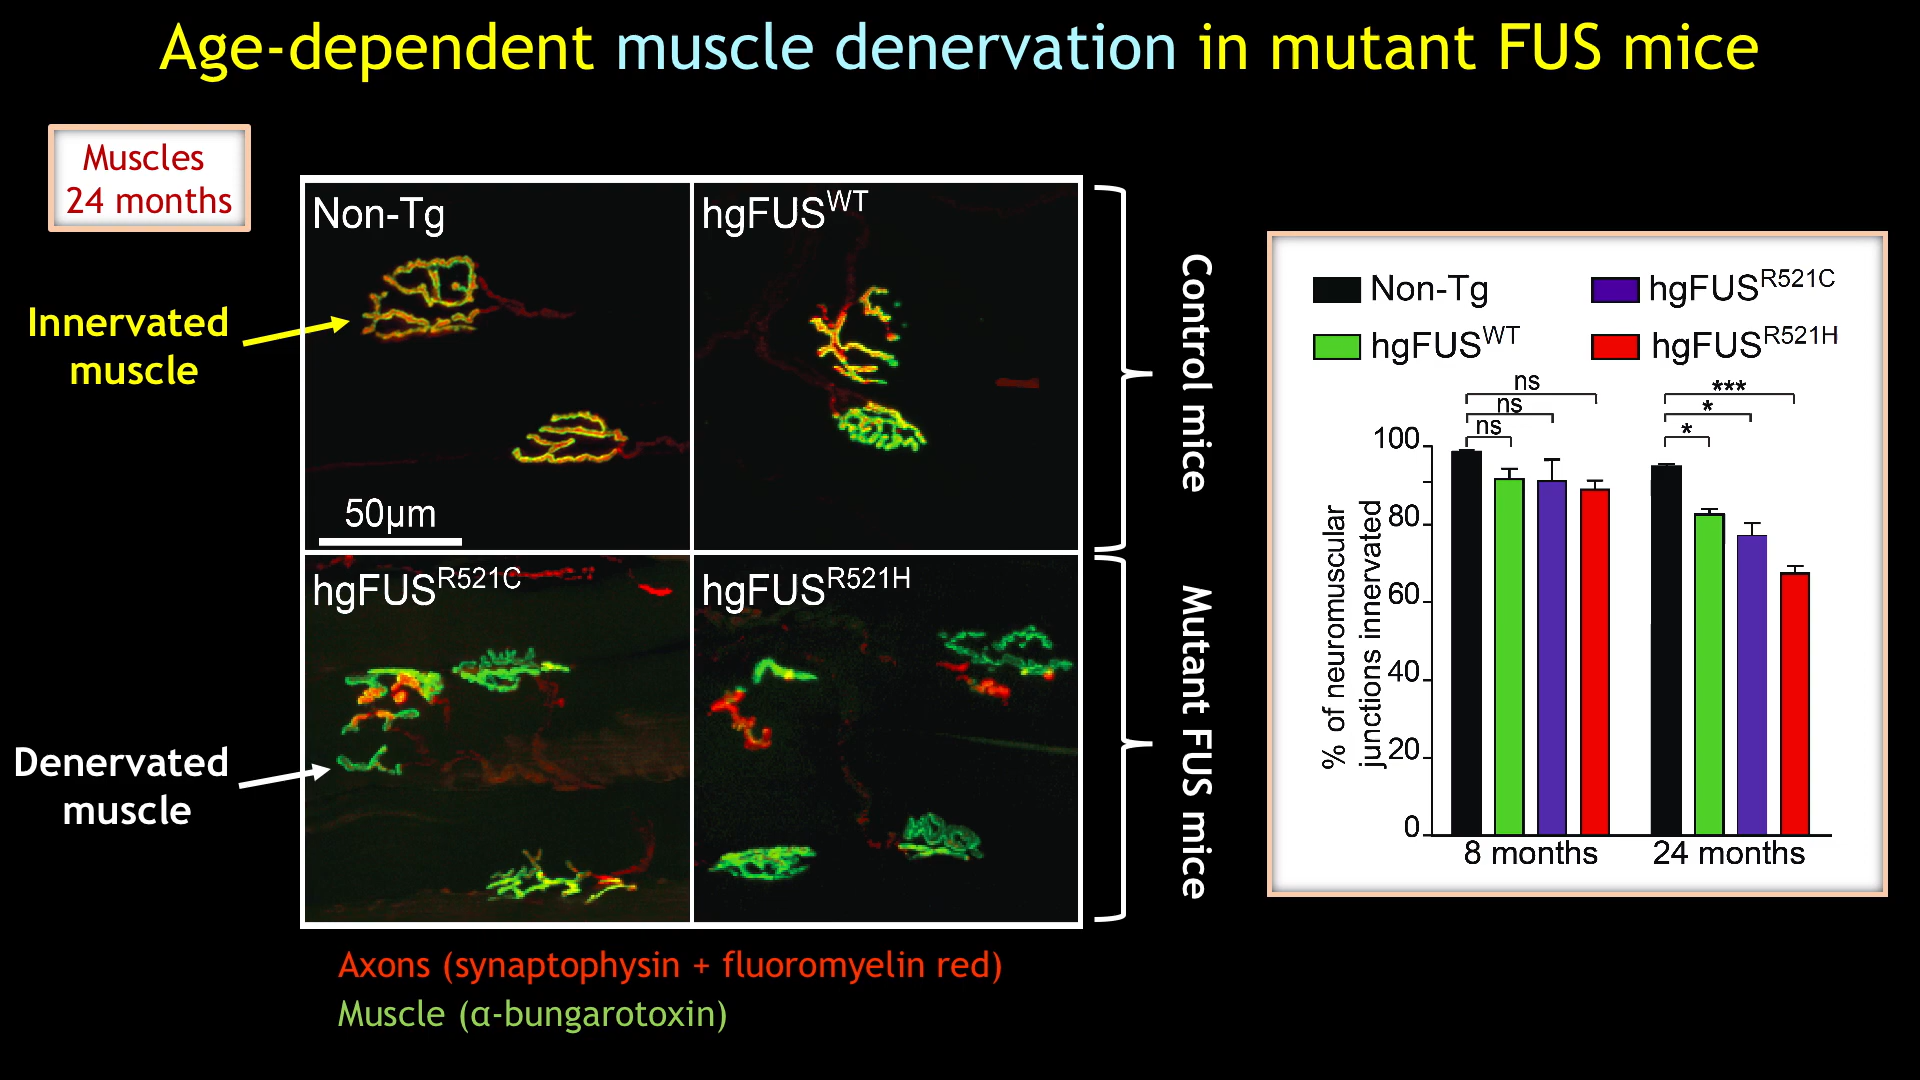 Age-dependent muscle denervation in mutant FUS mice
Muscles
24 months
Non-Tg
hgFUSWT
Innervated
muscle
50µm
hgFUSR521C
hgFUSR521H
Denervated
muscle
Control mice
Mutant FUS mice
Axons (synaptophysin + fluoromyelin red)
Muscle (α-bungarotoxin)
Non-Tg
hgFUSR521C
hgFUSWT
hgFUSR521H
ns
ns
ns
***
*
*
% of neuromuscular
junctions innervated
100
80
60
40
20
0
8 months
24 months